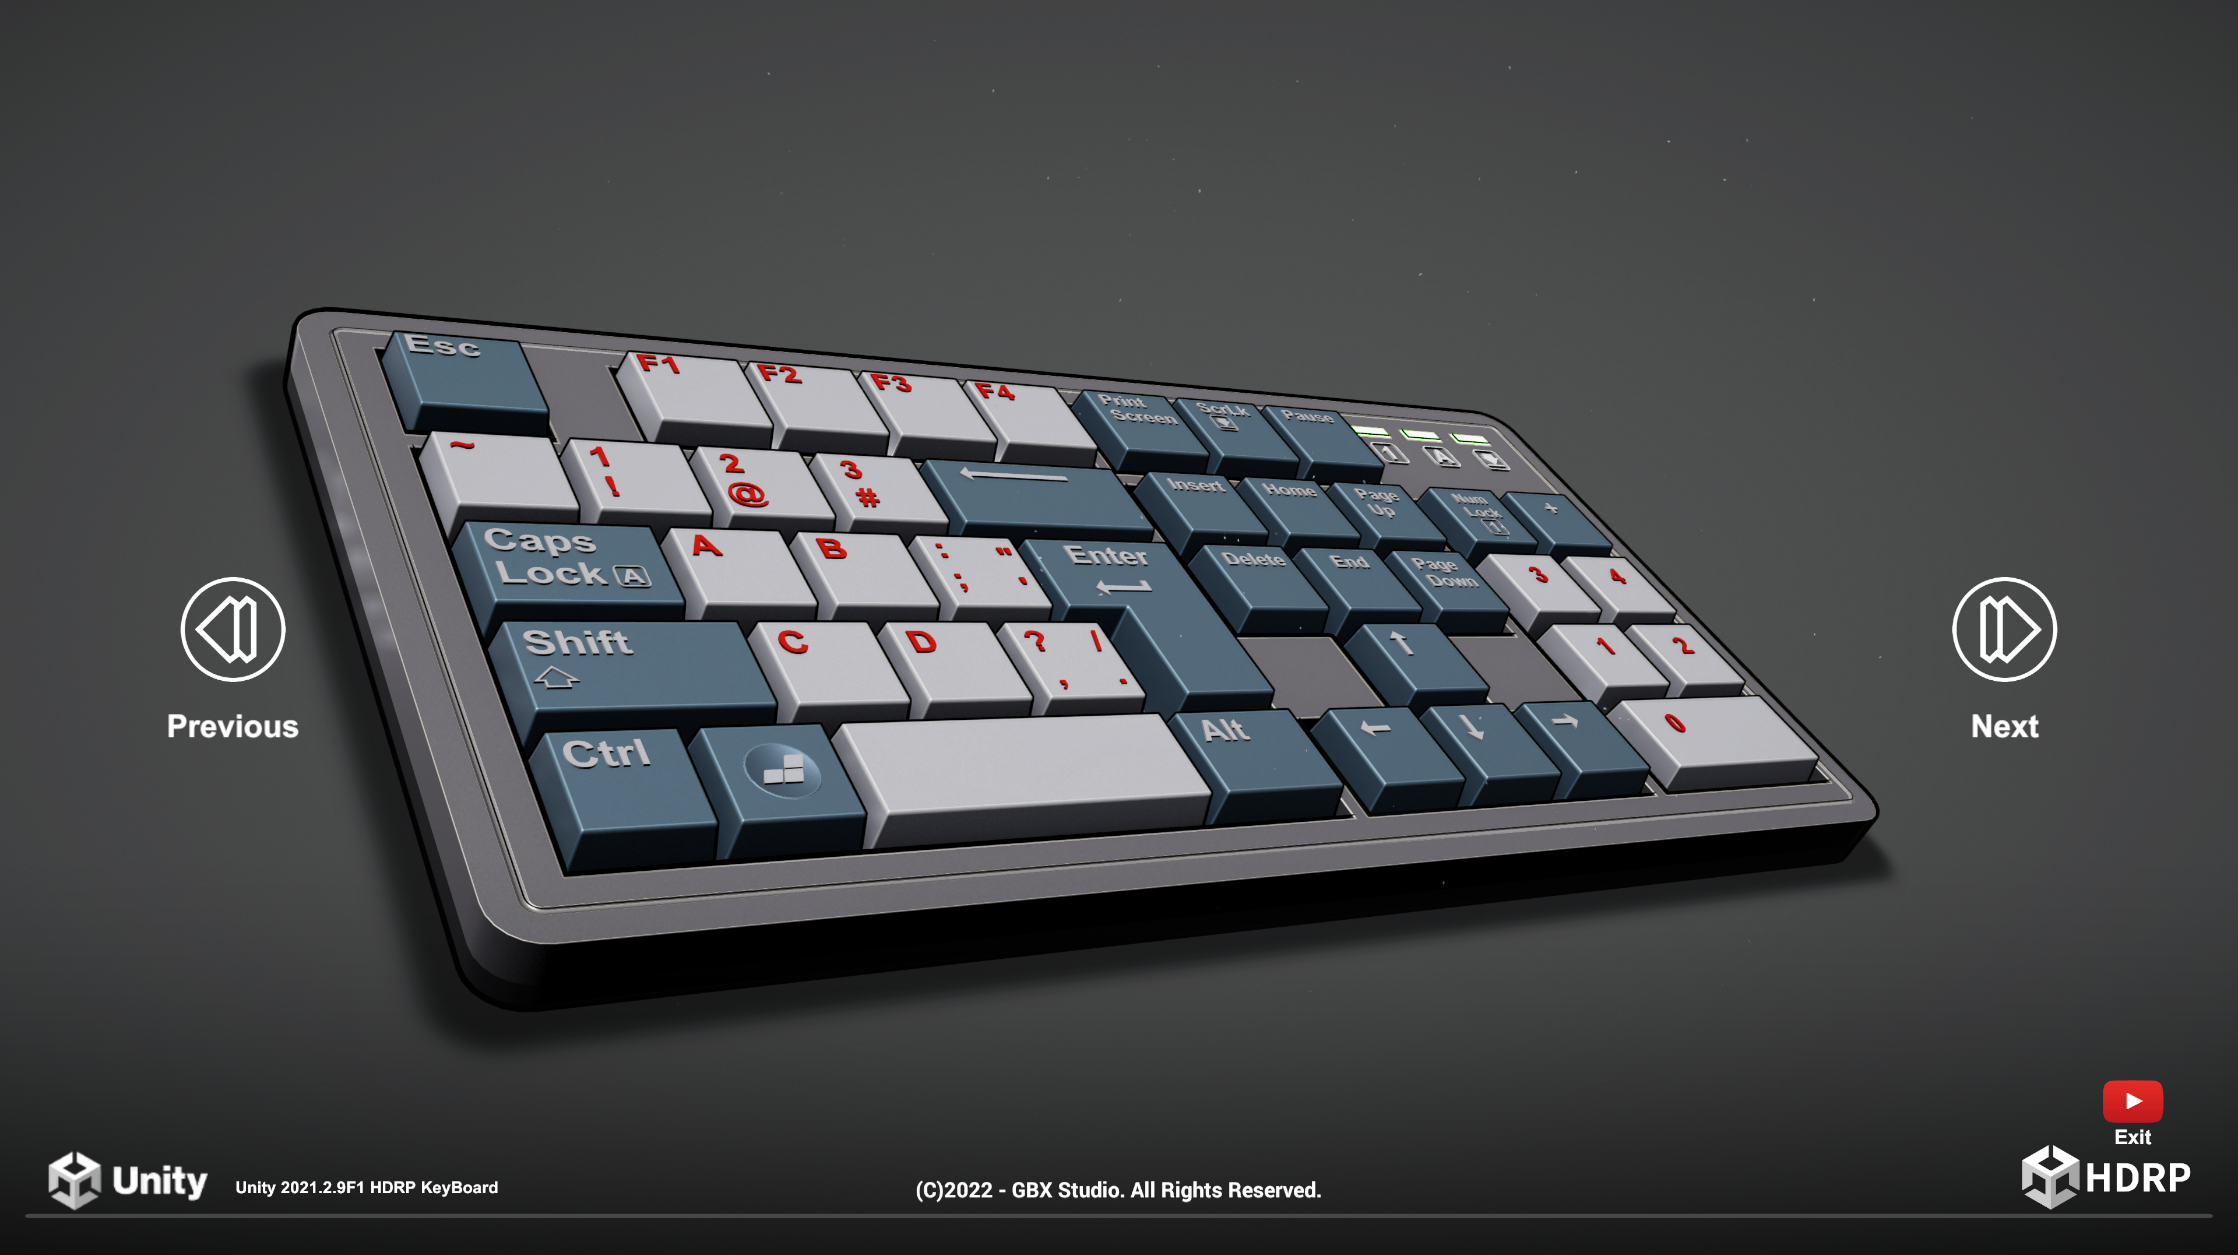 Esc
F1
F2
F3
F4
Print
Screen
ScrLk
Pause
1
A
~
1
!
2
@
3
#
←
Insert
Home
Page
Up
Num
Lock
1
+
Caps
Lock A
A
B
: "
; '
Enter
Delete
End
Page
Down
3
4
Shift
C
D
? /
, .
↑
1
2
Ctrl
Alt
←
↓
→
0
Previous
Next
Exit
Unity
Unity 2021.2.9F1 HDRP KeyBoard
(C)2022 - GBX Studio. All Rights Reserved.
HDRP